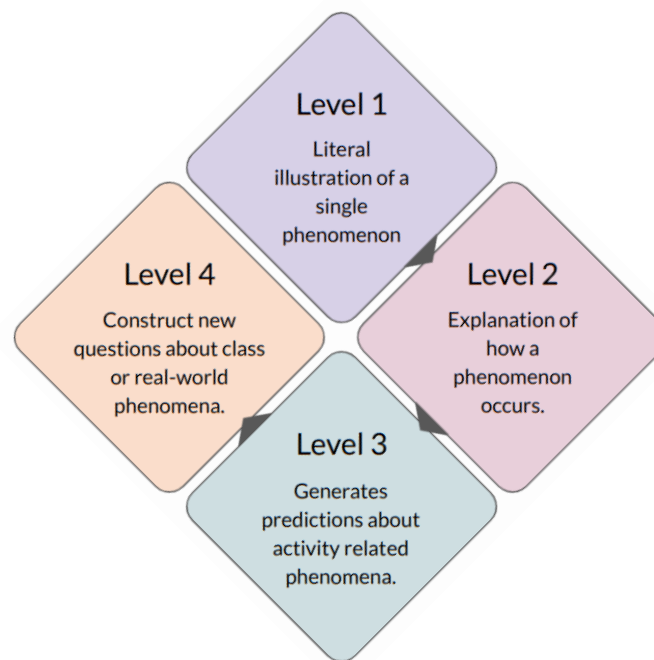 Level 1
Literal
illustration of a
single
phenomenon
Level 2
Explanation of
how a
phenomenon
occurs.
Level 3
Generates
predictions about
activity related
phenomena.
Level 4
Construct new
questions about class
or real-world
phenomena.